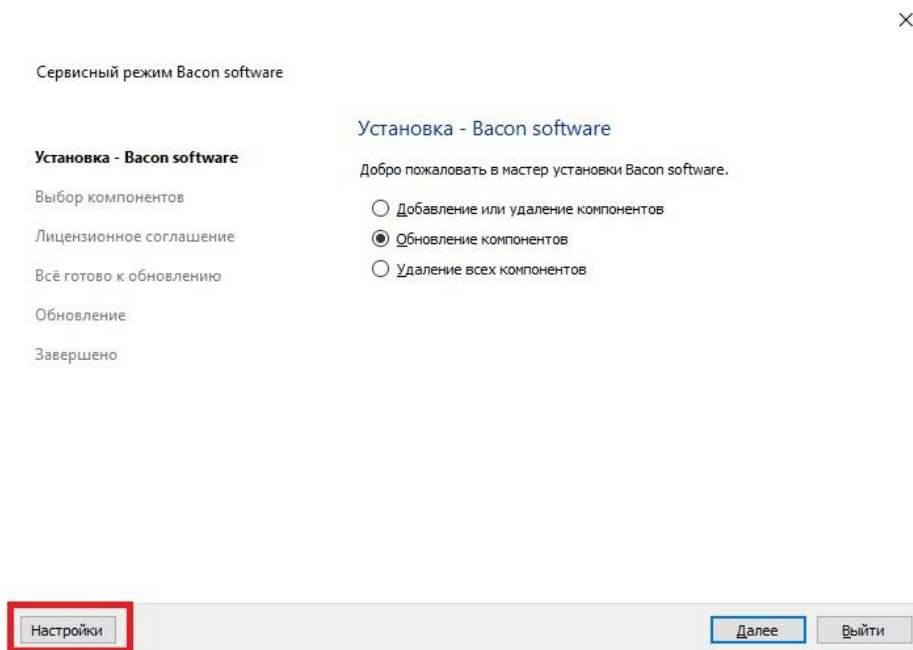 Сервисный режим Bacon software
Установка - Bacon software
Выбор компонентов
Лицензионное соглашение
Всё готово к обновлению
Обновление
Завершено
Установка - Bacon software
Добро пожаловать в мастер установки Bacon software.
Добавление или удаление компонентов
Обновление компонентов
Удаление всех компонентов
Настройки
Далее
Выйти